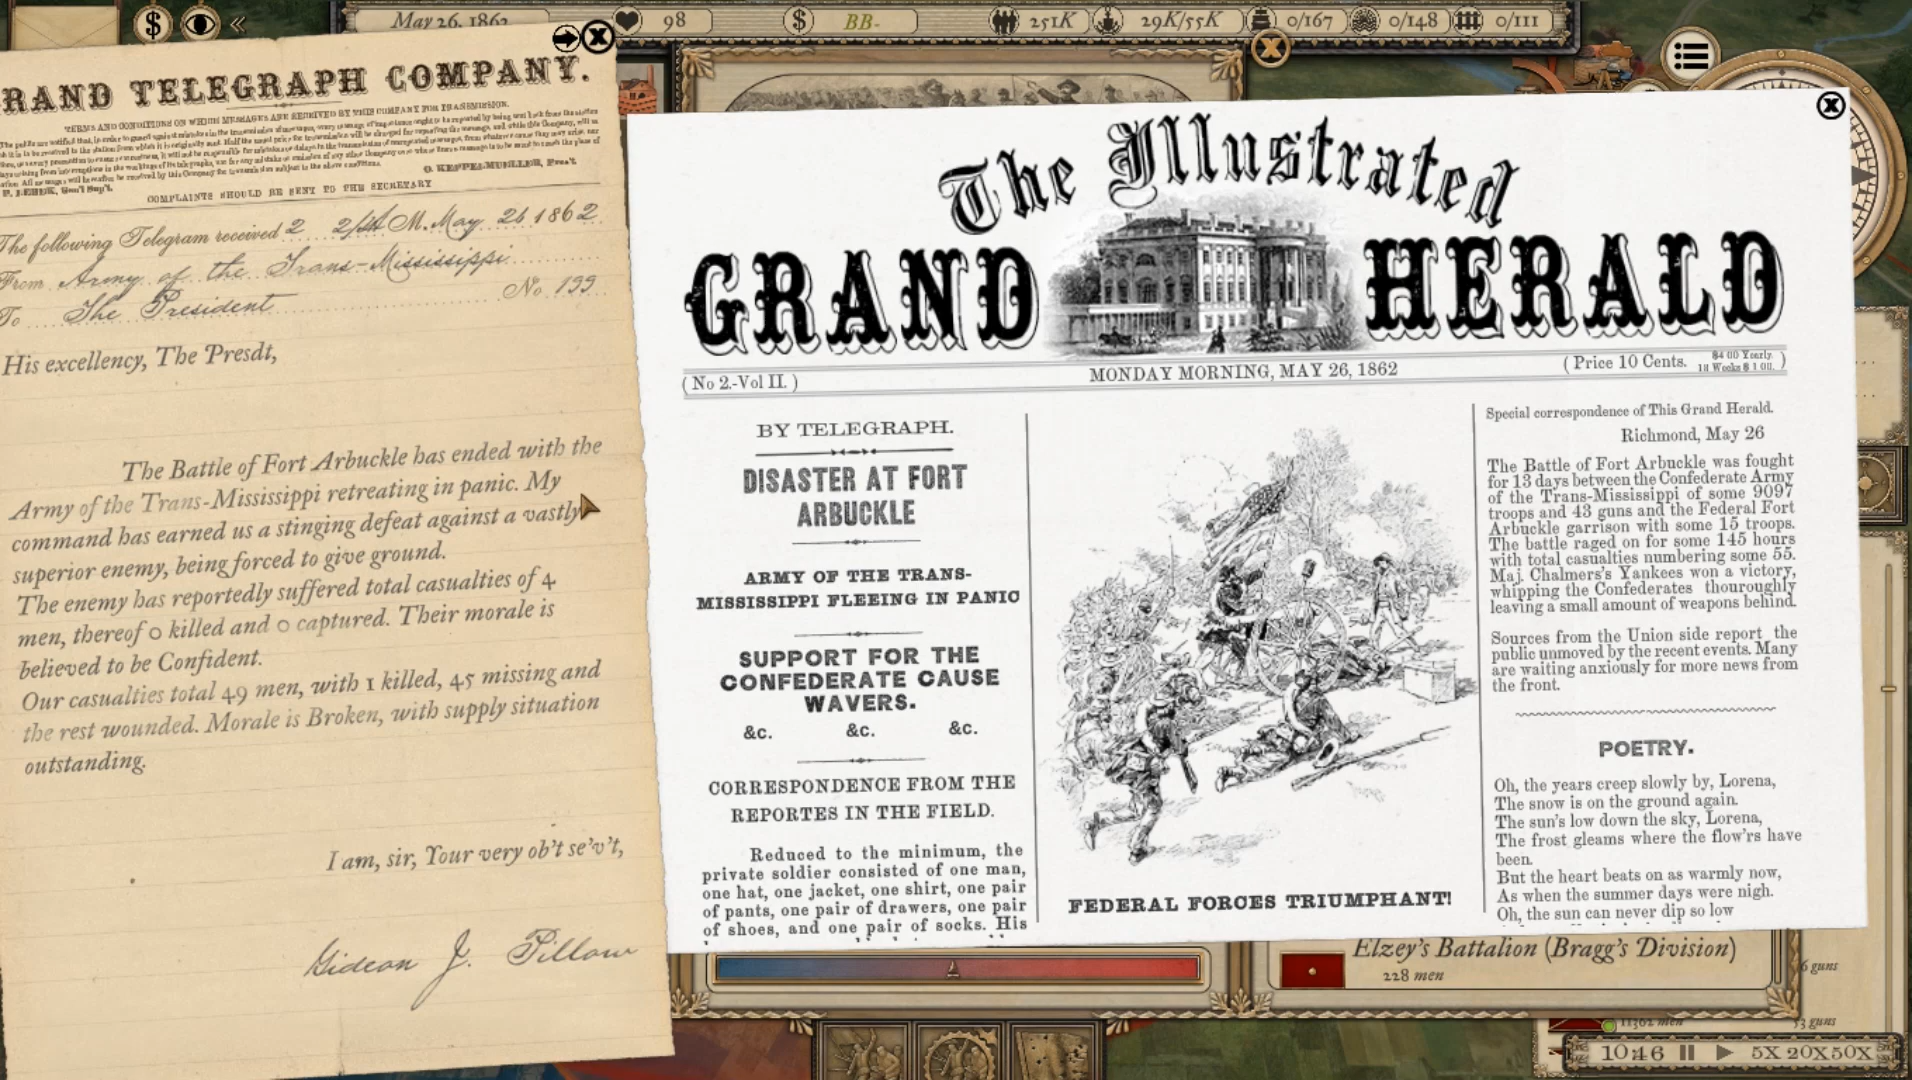 May 26, 1862
98
BB-
251K
29K/55K
0/167
0/148
0/111
RAND TELEGRAPH COMPANY.
TERMS AND CONDITIONS ON WHICH MESSAGES ARE RECEIVED BY THIS COMPANY FOR TRANSMISSION.
COMPLAINTS SHOULD BE SENT TO THE SECRETARY
The following Telegram received 2 M. May 26 1862
From Army of the Trans-Mississippi
No 199
To The President
His excellency, The Presdt,
The Battle of Fort Arbuckle has ended with the
Army of the Trans-Mississippi retreating in panic. My
command has earned us a stinging defeat against a vastly
superior enemy, being forced to give ground.
The enemy has reportedly suffered total casualties of 4
men, thereof 0 killed and 0 captured. Their morale is
believed to be Confident.
Our casualties total 49 men, with 1 killed, 45 missing and
the rest wounded. Morale is Broken, with supply situation
outstanding.
I am, sir, Your very ob't se'v't,
Gideon J. Pillow
The Illustrated
GRAND HERALD
( No 2.-Vol II. )
MONDAY MORNING, MAY 26, 1862
( Price 10 Cents. $4 00 Yearly. )
BY TELEGRAPH.
DISASTER AT FORT
ARBUCKLE
ARMY OF THE TRANS-
MISSISSIPPI FLEEING IN PANIC
SUPPORT FOR THE
CONFEDERATE CAUSE
WAVERS.
&c. &c. &c.
CORRESPONDENCE FROM THE
REPORTES IN THE FIELD.
Reduced to the minimum, the
private soldier consisted of one man,
one hat, one jacket, one shirt, one pair
of pants, one pair of drawers, one pair
of shoes, and one pair of socks. His
FEDERAL FORCES TRIUMPHANT!
Special correspondence of This Grand Herald.
Richmond, May 26
The Battle of Fort Arbuckle was fought
for 13 days between the Confederate Army
of the Trans-Mississippi of some 9097
troops and 43 guns and the Federal Fort
Arbuckle garrison with some 15 troops.
The battle raged on for some 145 hours
with total casualties numbering some 55.
Maj. Chalmers's Yankees won a victory,
whipping the Confederates thouroughly
leaving a small amount of weapons behind.
Sources from the Union side report the
public unmoved by the recent events. Many
are waiting anxiously for more news from
the front.
POETRY.
Oh, the years creep slowly by, Lorena,
The snow is on the ground again.
The sun's low down the sky, Lorena,
The frost gleams where the flow'rs have
been.
But the heart beats on as warmly now,
As when the summer days were nigh.
Oh, the sun can never dip so low
Elzey's Battalion (Bragg's Division)
228 men
6 guns
53 guns
10:46
5X 20X 50X